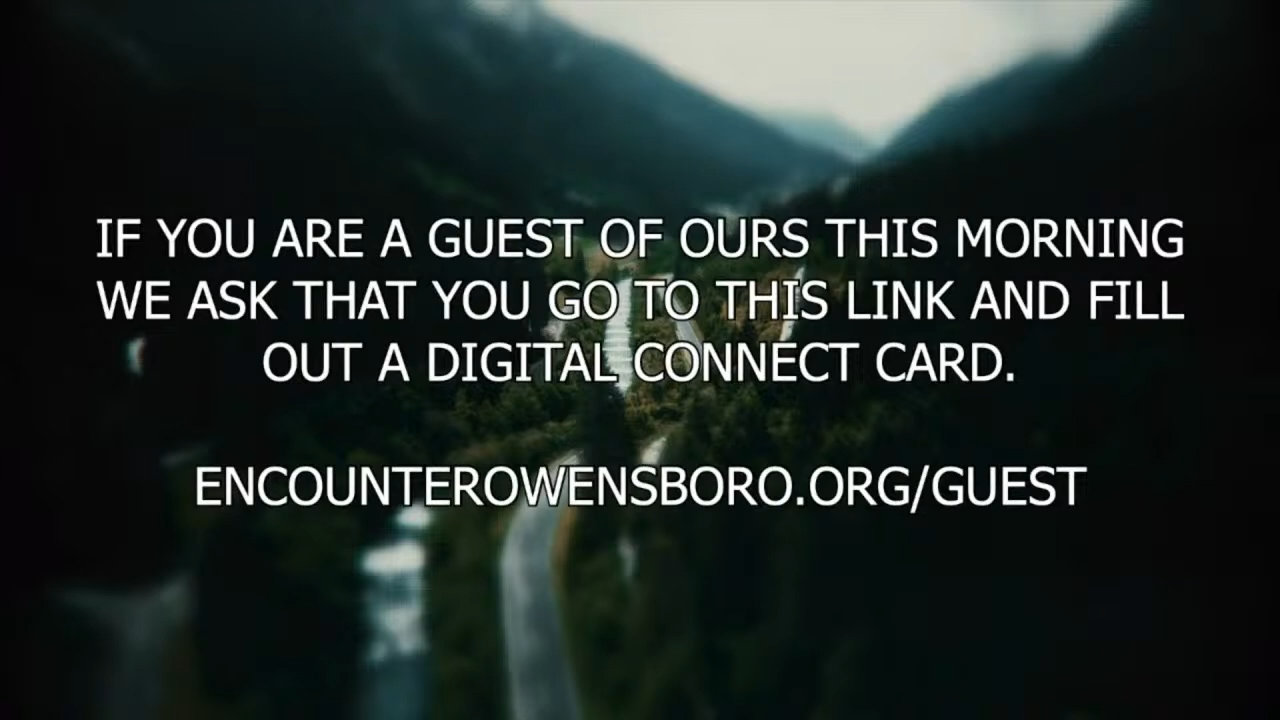 IF YOU ARE A GUEST OF OURS THIS MORNING
WE ASK THAT YOU GO TO THIS LINK AND FILL
OUT A DIGITAL CONNECT CARD.
ENCOUNTEROWENSBORO.ORG/GUEST